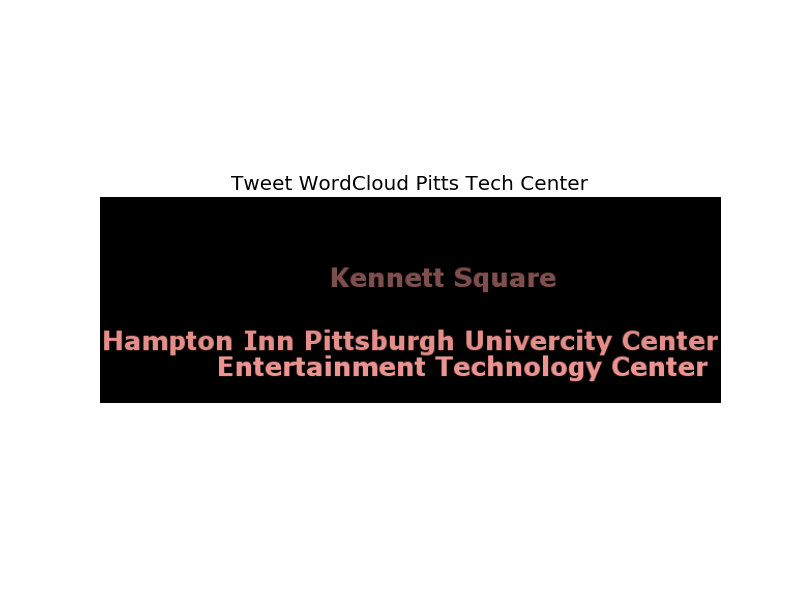 Tweet WordCloud Pitts Tech Center
Kennett Square
Hampton Inn Pittsburgh Univercity Center
Entertainment Technology Center